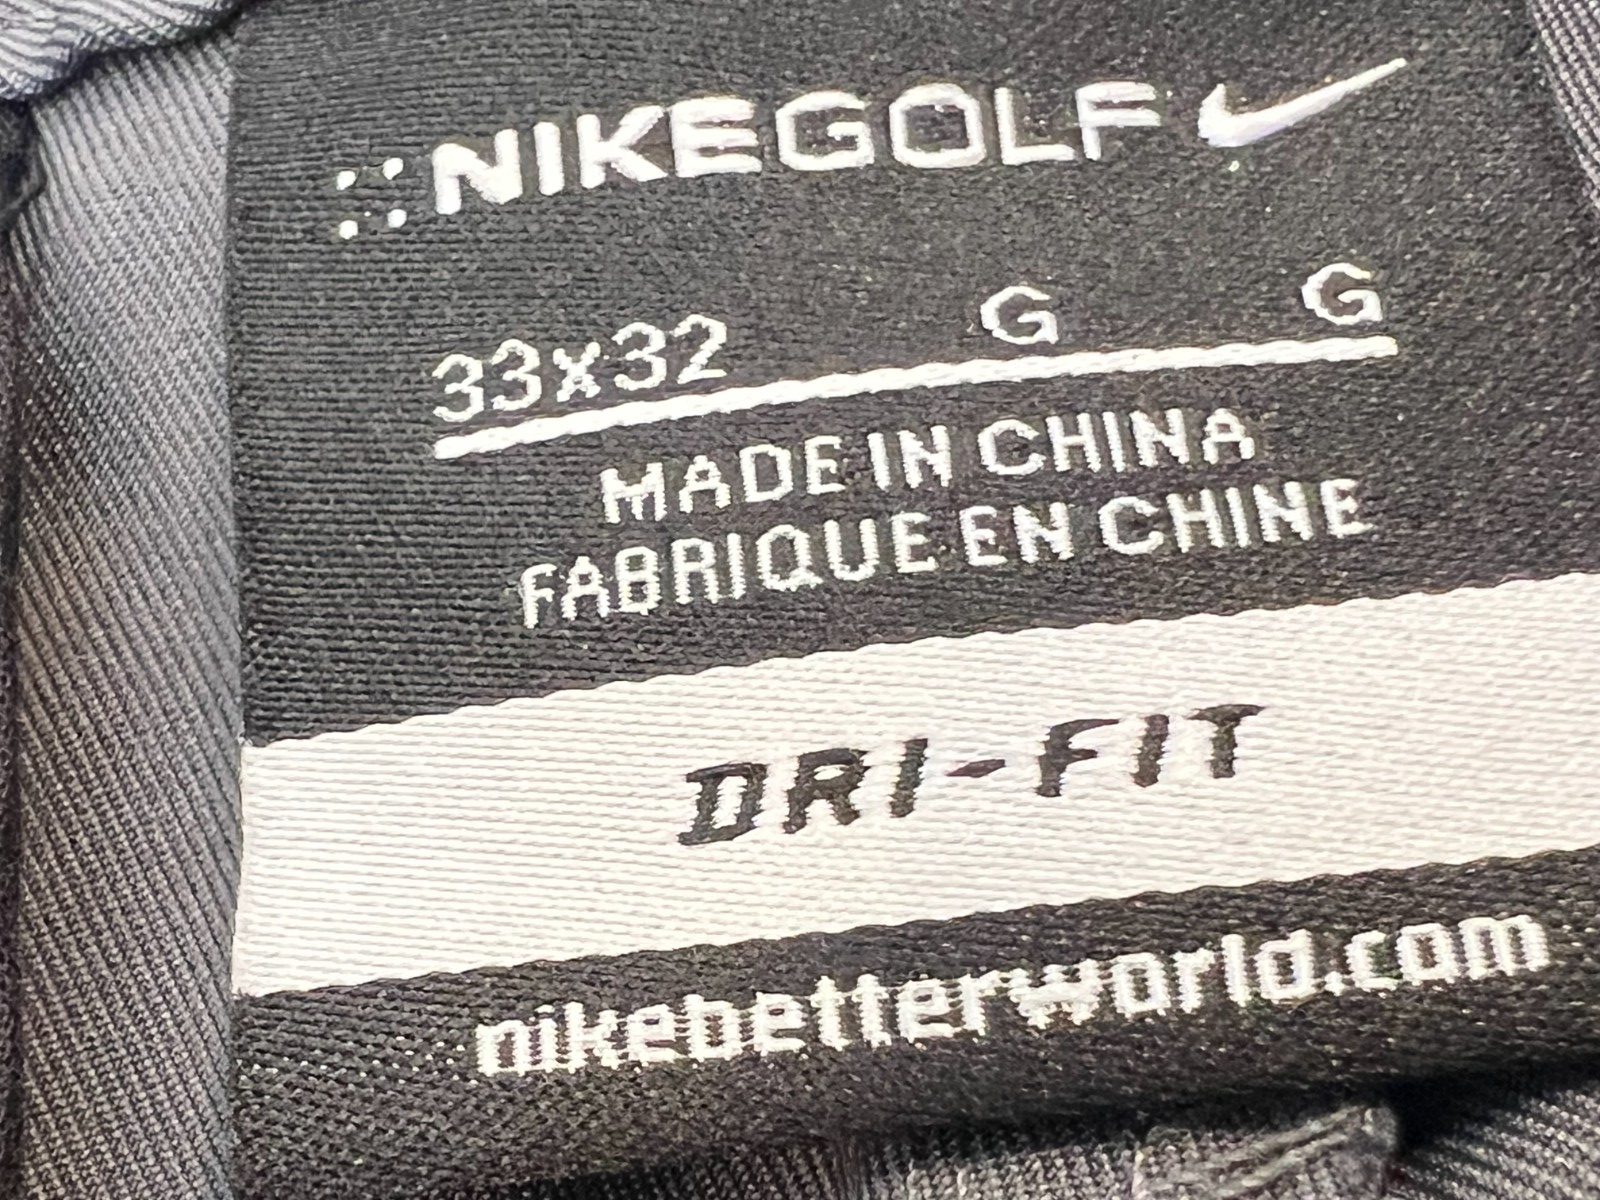 NIKEGOLF
33x32 G G
MADE IN CHINA
FABRIQUE EN CHINE
DRI-FIT
nikebetterworld.com